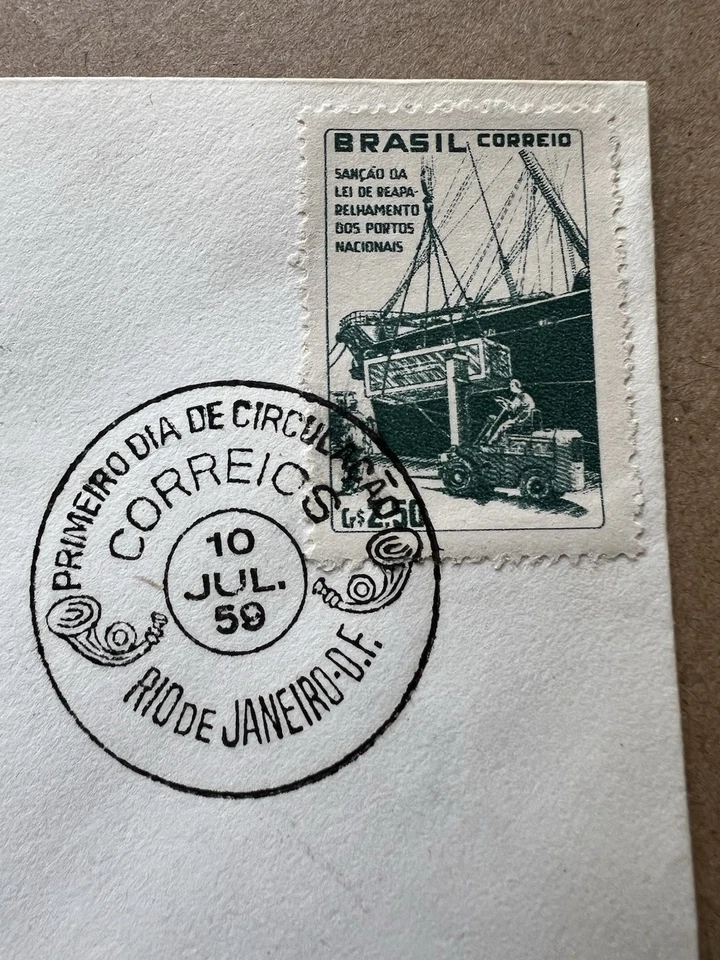 BRASIL CORREIO
SANÇÃO DA
LEI DE REAPA-
RELHAMENTO
DOS PORTOS
NACIONAIS
Cr$ 2,50
PRIMEIRO DIA DE CIRCULAÇÃO
CORREIOS
10
JUL.
59
RIO DE JANEIRO-D.F.